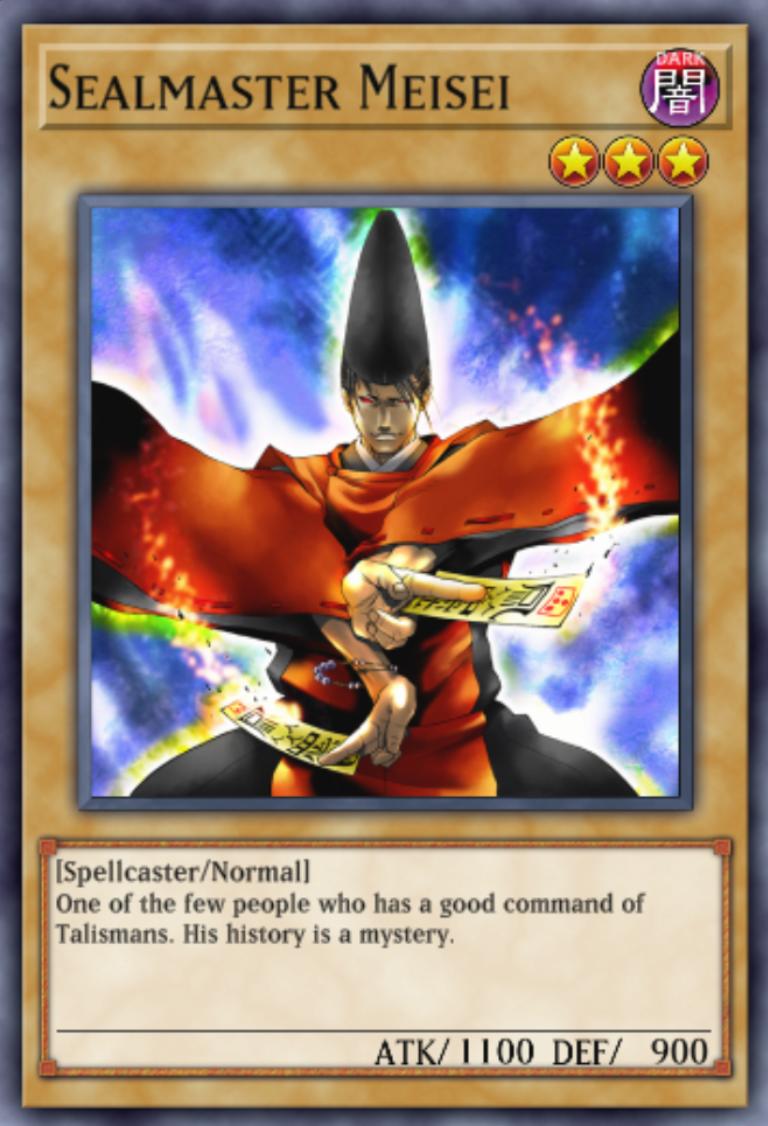 Sealmaster Meisei
DARK
闇
[Spellcaster/Normal]
One of the few people who has a good command of
Talismans. His history is a mystery.
ATK/ 1100 DEF/ 900